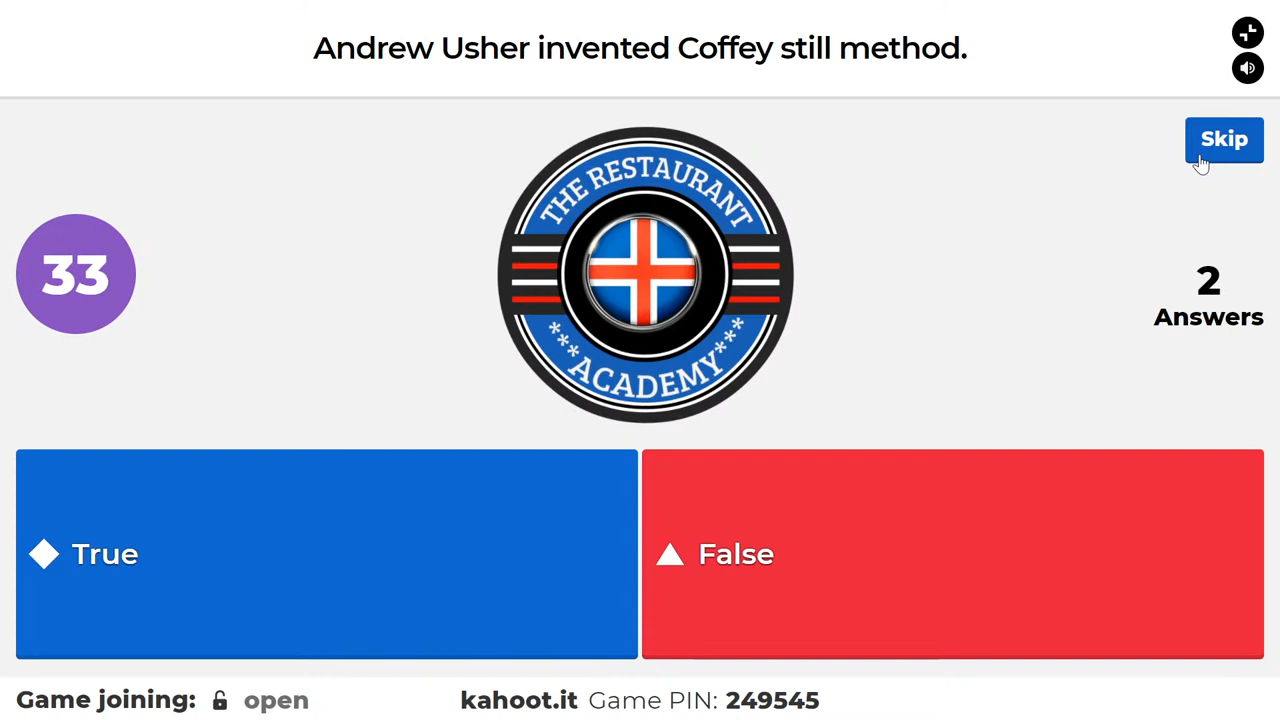 Andrew Usher invented Coffey still method.
Skip
THE RESTAURANT
***ACADEMY***
33
2
Answers
True
False
Game joining: open
kahoot.it Game PIN: 249545